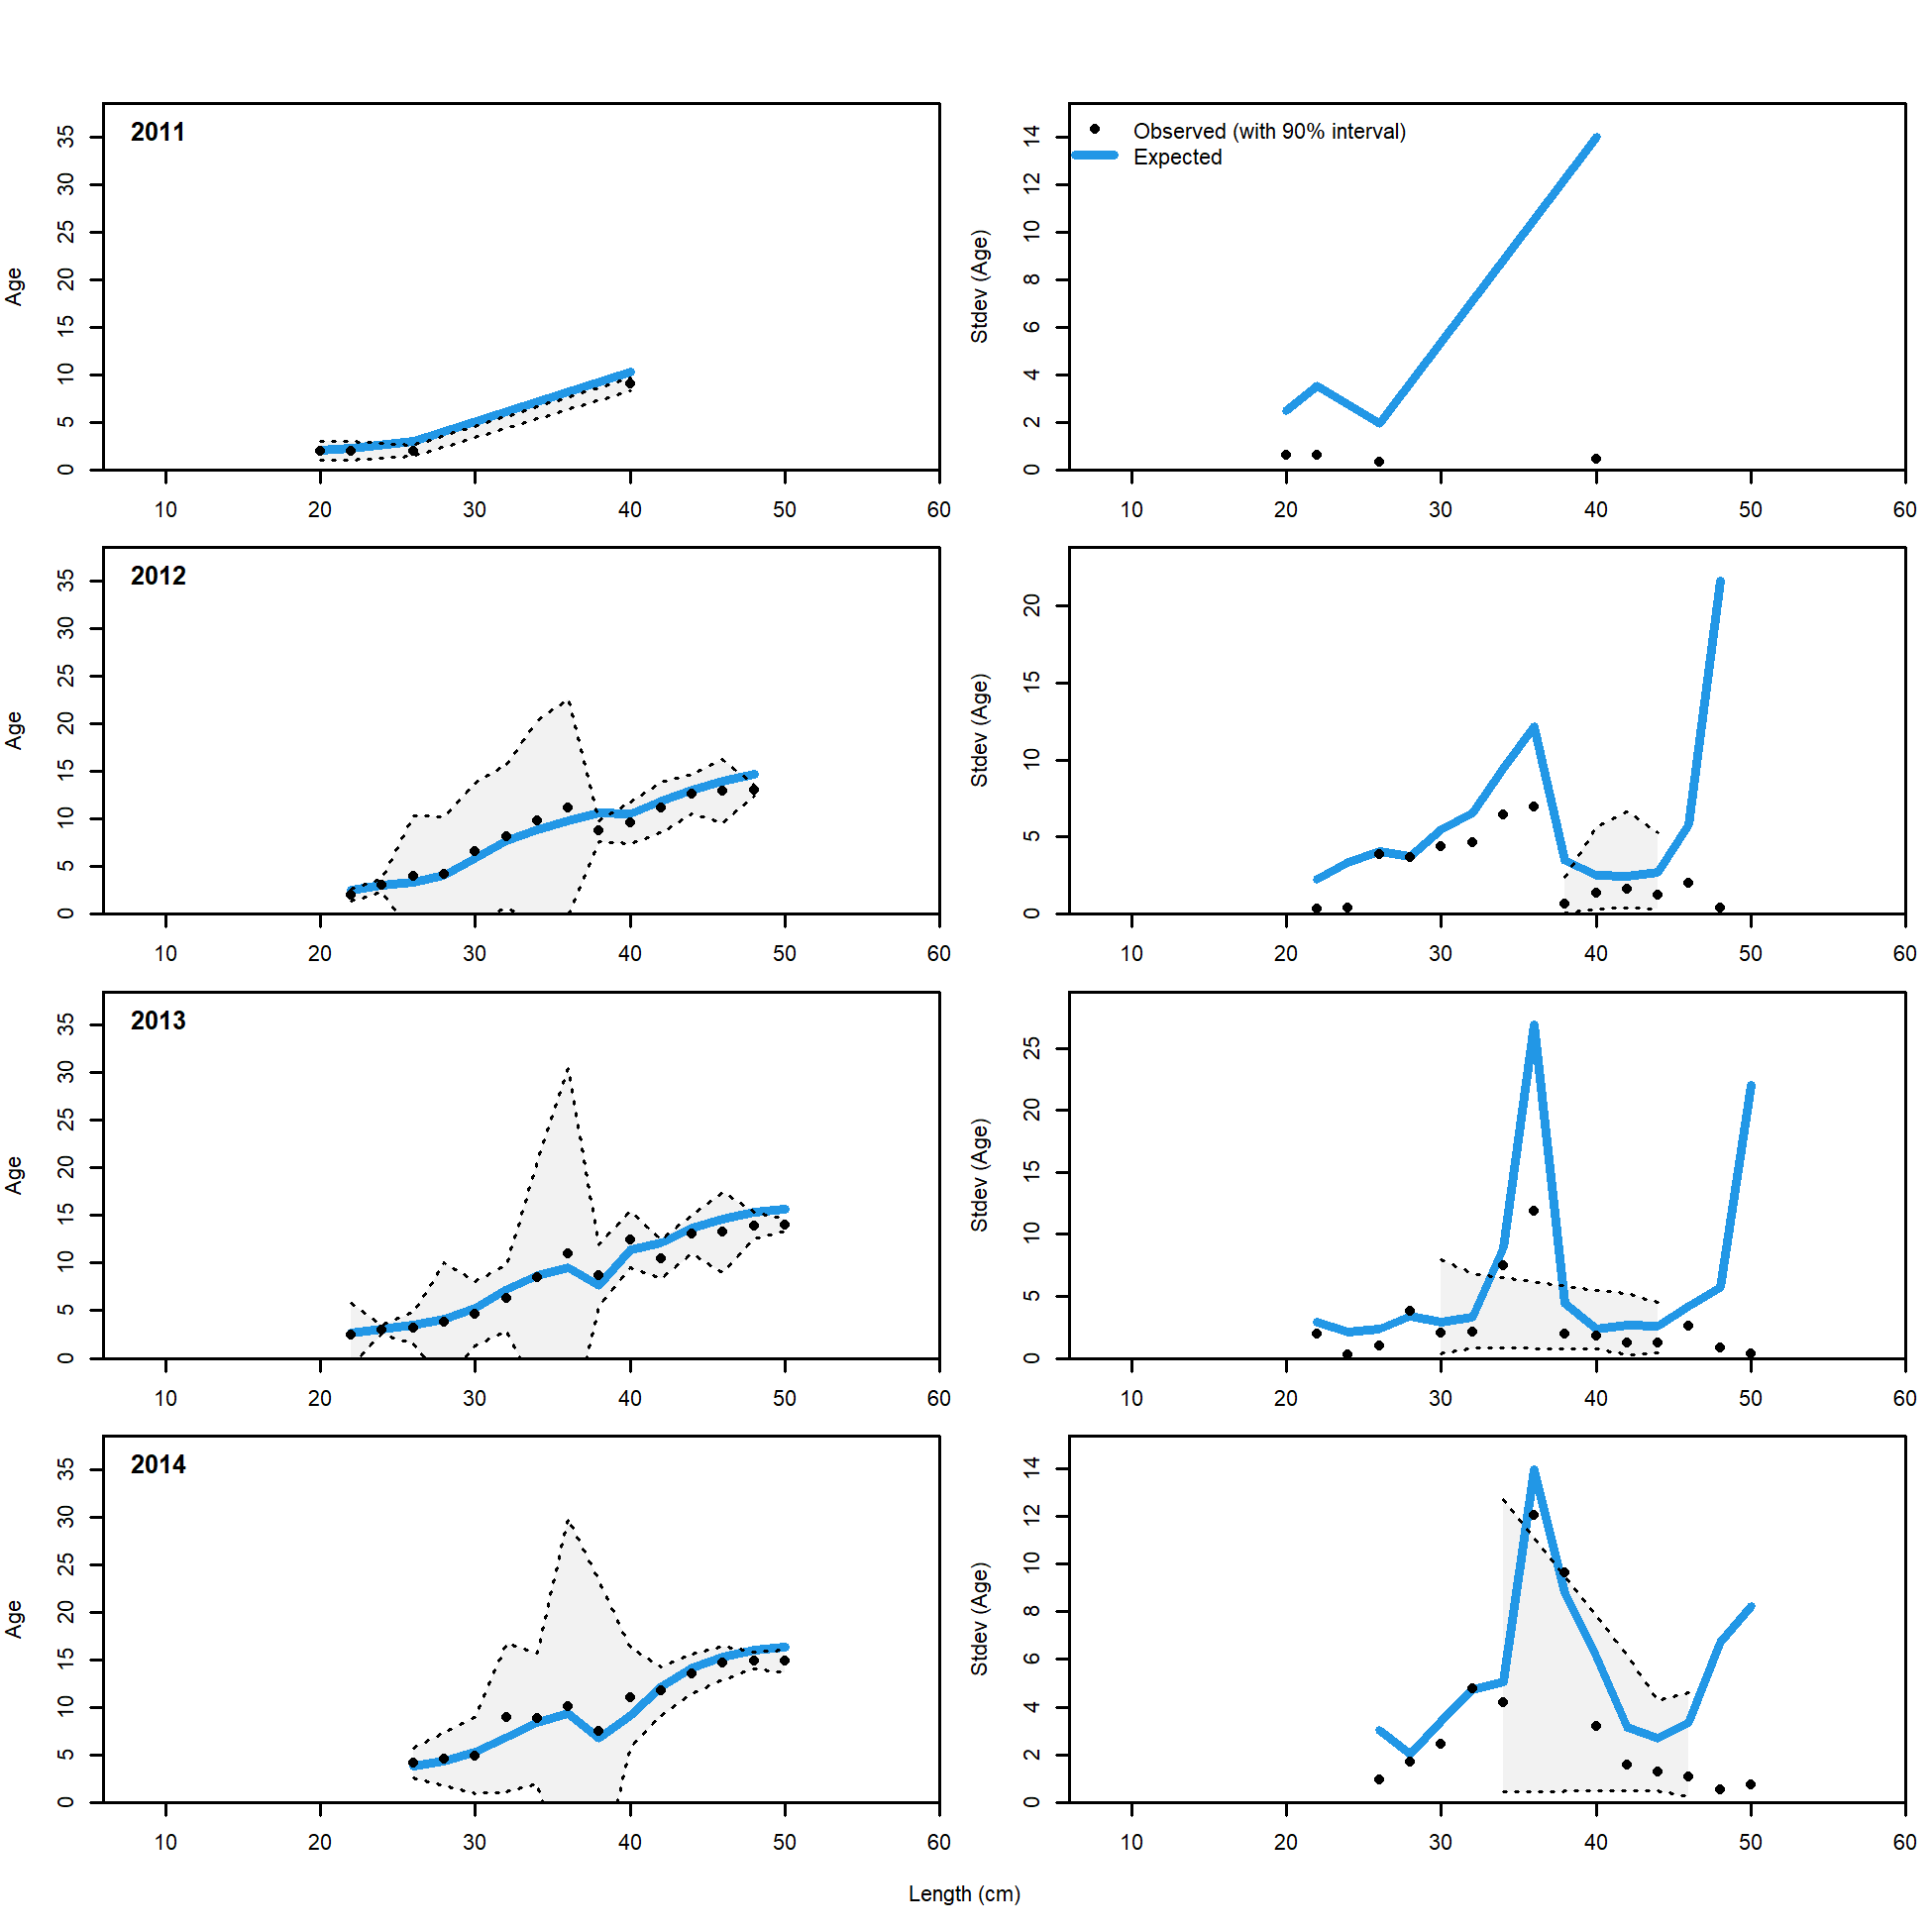 2011
Age
0 5 10 15 20 25 30 35
10 20 30 40 50 60
Observed (with 90% interval)
Expected
Stdev (Age)
0 2 4 6 8 10 12 14
10 20 30 40 50 60
2012
Age
0 5 10 15 20 25 30 35
10 20 30 40 50 60
Stdev (Age)
0 5 10 15 20
10 20 30 40 50 60
2013
Age
0 5 10 15 20 25 30 35
10 20 30 40 50 60
Stdev (Age)
0 5 10 15 20 25
10 20 30 40 50 60
2014
Age
0 5 10 15 20 25 30 35
10 20 30 40 50 60
Stdev (Age)
0 2 4 6 8 10 12 14
10 20 30 40 50 60
Length (cm)